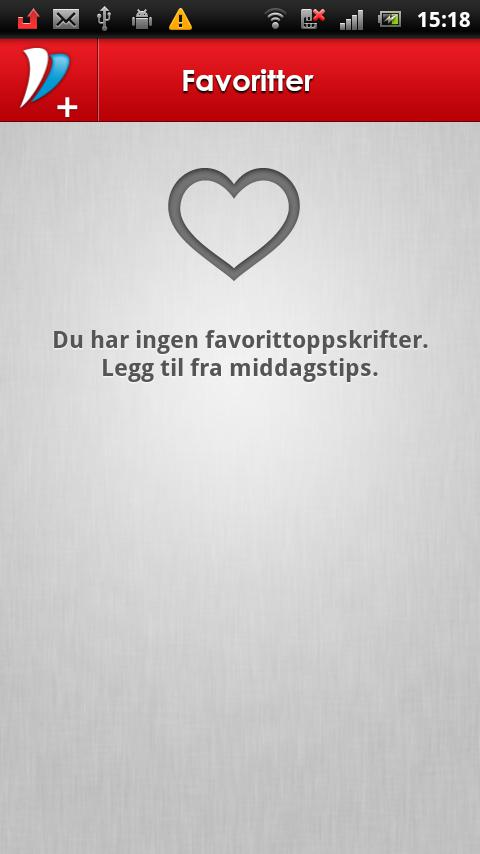 15:18
Favoritter
Du har ingen favorittoppskrifter.
Legg til fra middagstips.